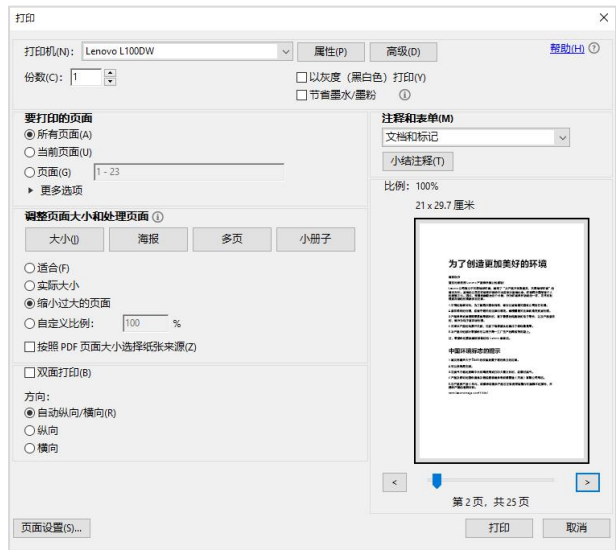 打印
打印机(N): Lenovo L100DW 属性(P) 高级(D) 帮助(H)
份数(C): 1 以灰度（黑白色）打印(Y)
节省墨水/墨粉
要打印的页面
所有页面(A)
当前页面(U)
页面(G) 1 - 23
更多选项
调整页面大小和处理页面
大小(I) 海报 多页 小册子
适合(F)
实际大小
缩小过大的页面
自定义比例: 100 %
按照 PDF 页面大小选择纸张来源(Z)
双面打印(B)
方向:
自动纵向/横向(R)
纵向
横向
注释和表单(M)
文档和标记
小结注释(T)
比例: 100%
21 x 29.7 厘米
为了创造更加美好的环境
中国环境标志的提示
< >
第 2 页, 共 25 页
页面设置(S)... 打印 取消